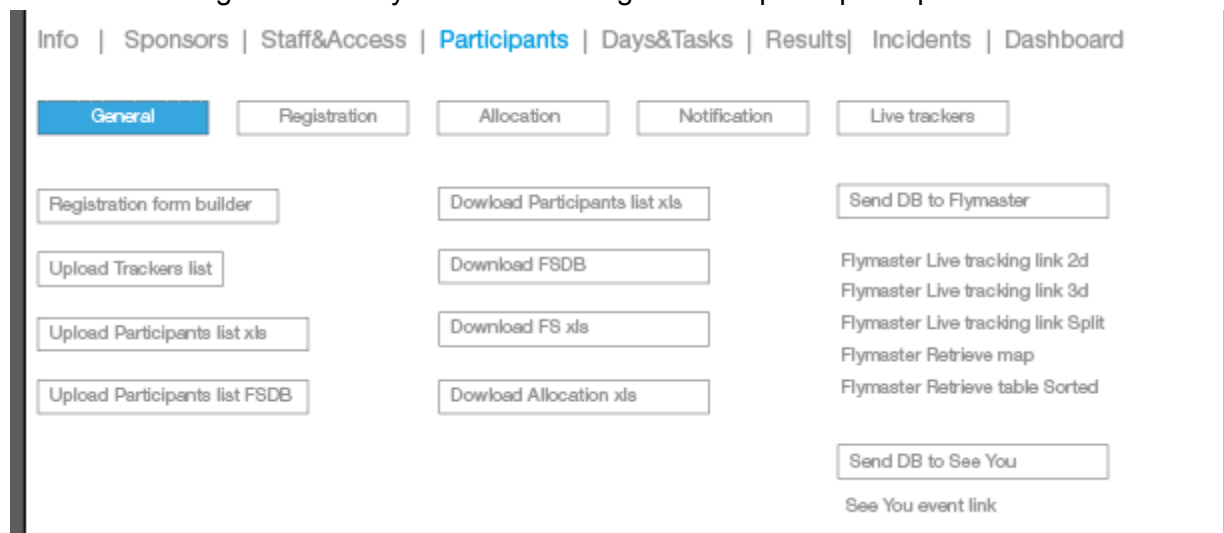 Info | Sponsors | Staff&Access | Participants | Days&Tasks | Results| Incidents | Dashboard
General Registration Allocation Notification Live trackers
Registration form builder
Upload Trackers list
Upload Participants list xls
Upload Participants list FSDB
Dowload Participants list xls
Download FSDB
Download FS xls
Dowload Allocation xls
Send DB to Flymaster
Flymaster Live tracking link 2d
Flymaster Live tracking link 3d
Flymaster Live tracking link Split
Flymaster Retrieve map
Flymaster Retrieve table Sorted
Send DB to See You
See You event link